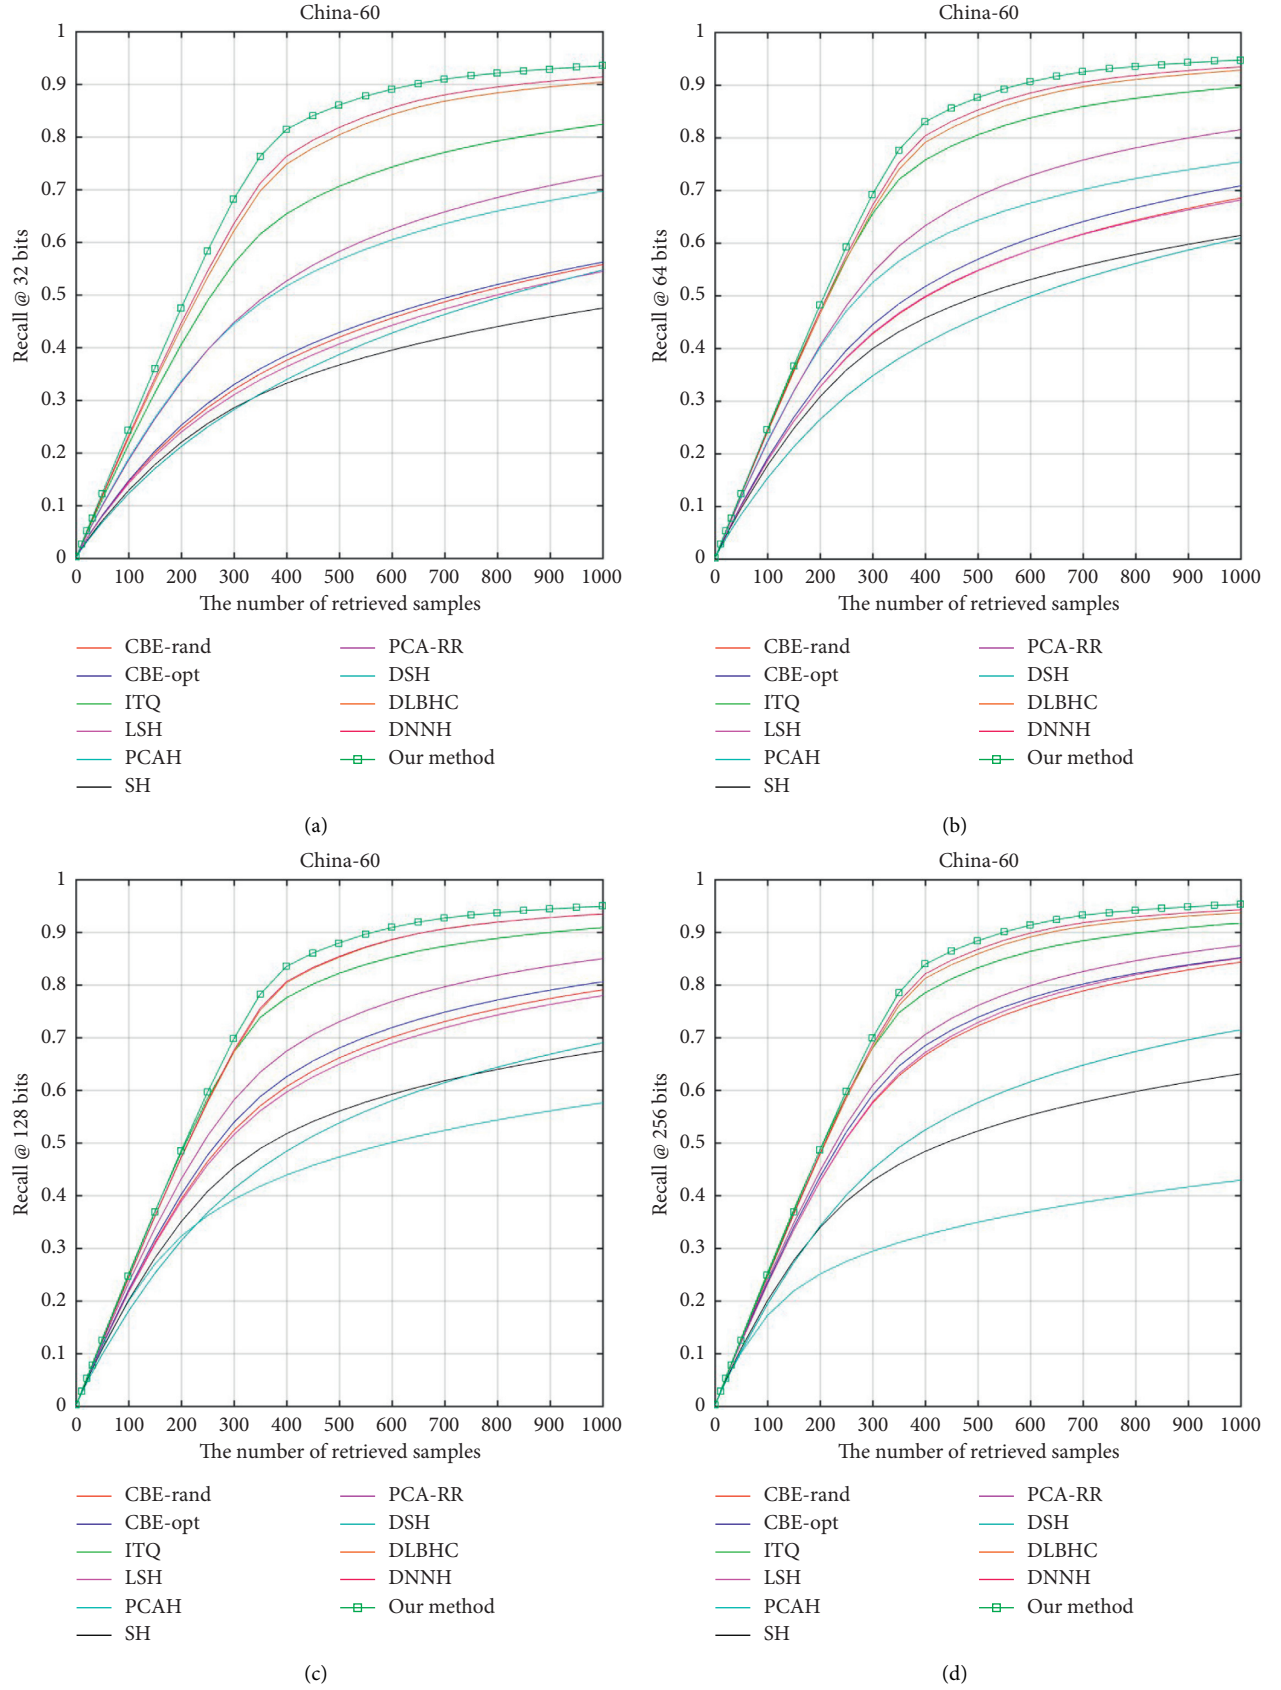 China-60
1
0.9
0.8
0.7
0.6
0.5
0.4
0.3
0.2
0.1
0
Recall @ 32 bits
0 100 200 300 400 500 600 700 800 900 1000
The number of retrieved samples
CBE-rand
CBE-opt
ITQ
LSH
PCAH
SH
PCA-RR
DSH
DLBHC
DNNH
Our method
(a)
China-60
1
0.9
0.8
0.7
0.6
0.5
0.4
0.3
0.2
0.1
0
Recall @ 64 bits
0 100 200 300 400 500 600 700 800 900 1000
The number of retrieved samples
CBE-rand
CBE-opt
ITQ
LSH
PCAH
SH
PCA-RR
DSH
DLBHC
DNNH
Our method
(b)
China-60
1
0.9
0.8
0.7
0.6
0.5
0.4
0.3
0.2
0.1
0
Recall @ 128 bits
0 100 200 300 400 500 600 700 800 900 1000
The number of retrieved samples
CBE-rand
CBE-opt
ITQ
LSH
PCAH
SH
PCA-RR
DSH
DLBHC
DNNH
Our method
(c)
China-60
1
0.9
0.8
0.7
0.6
0.5
0.4
0.3
0.2
0.1
0
Recall @ 256 bits
0 100 200 300 400 500 600 700 800 900 1000
The number of retrieved samples
CBE-rand
CBE-opt
ITQ
LSH
PCAH
SH
PCA-RR
DSH
DLBHC
DNNH
Our method
(d)